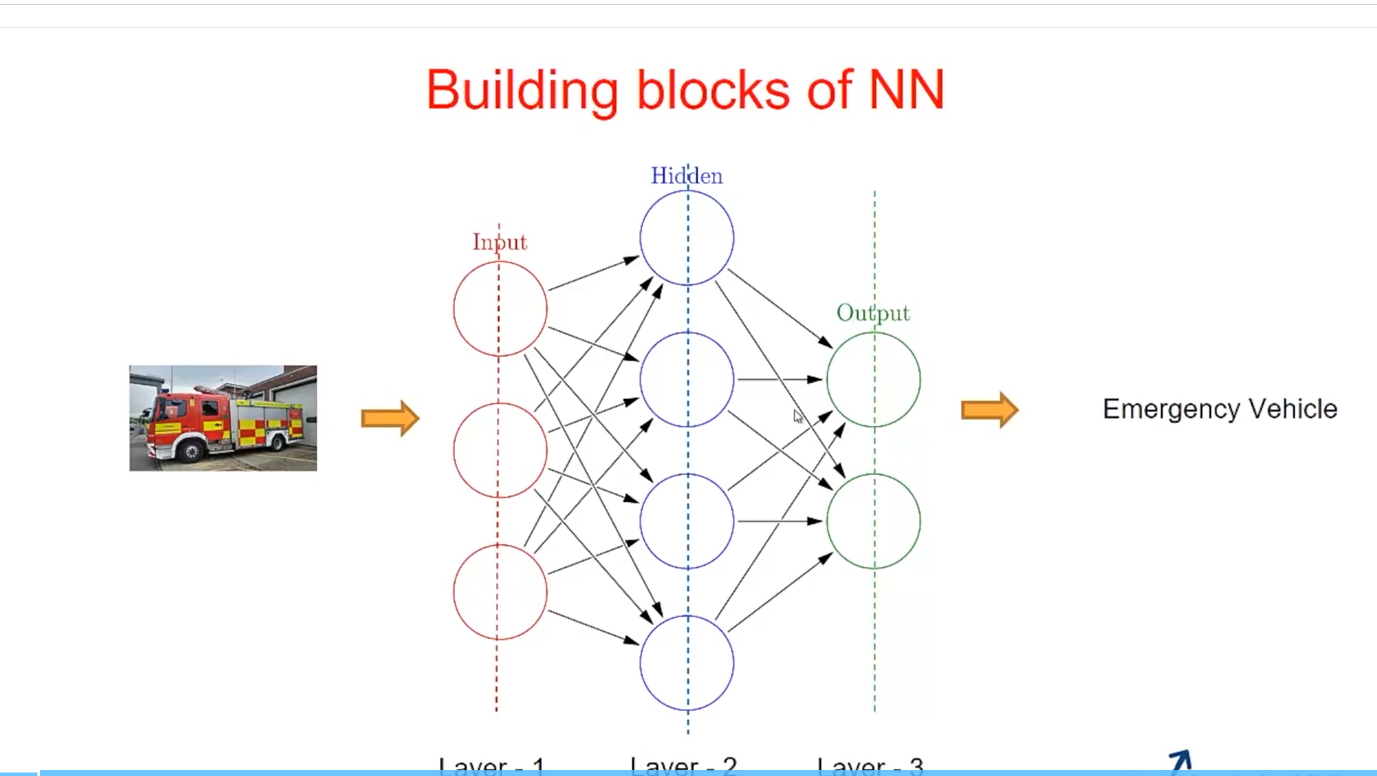 Building blocks of NN
Hidden
Input
Output
Emergency Vehicle
Layer - 1 Layer - 2 Layer - 3